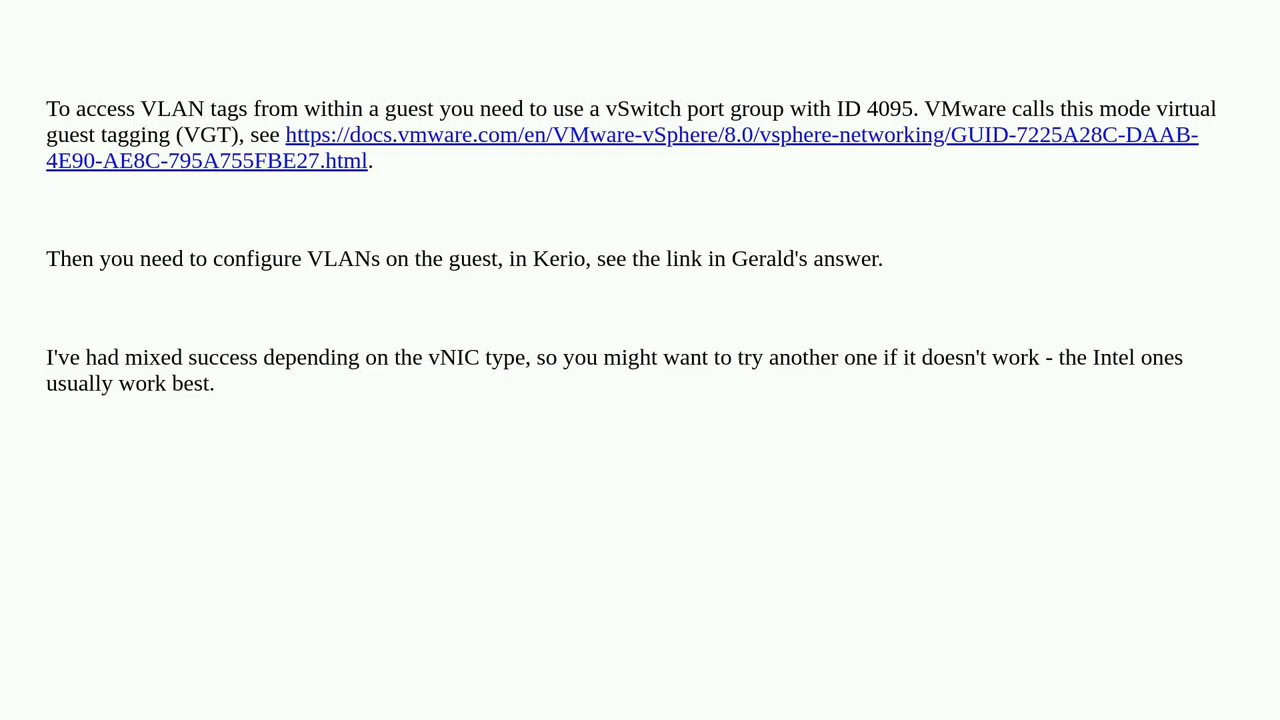 To access VLAN tags from within a guest you need to use a vSwitch port group with ID 4095. VMware calls this mode virtual
guest tagging (VGT), see https://docs.vmware.com/en/VMware-vSphere/8.0/vsphere-networking/GUID-7225A28C-DAAB-
4E90-AE8C-795A755FBE27.html.
Then you need to configure VLANs on the guest, in Kerio, see the link in Gerald's answer.
I've had mixed success depending on the vNIC type, so you might want to try another one if it doesn't work - the Intel ones
usually work best.